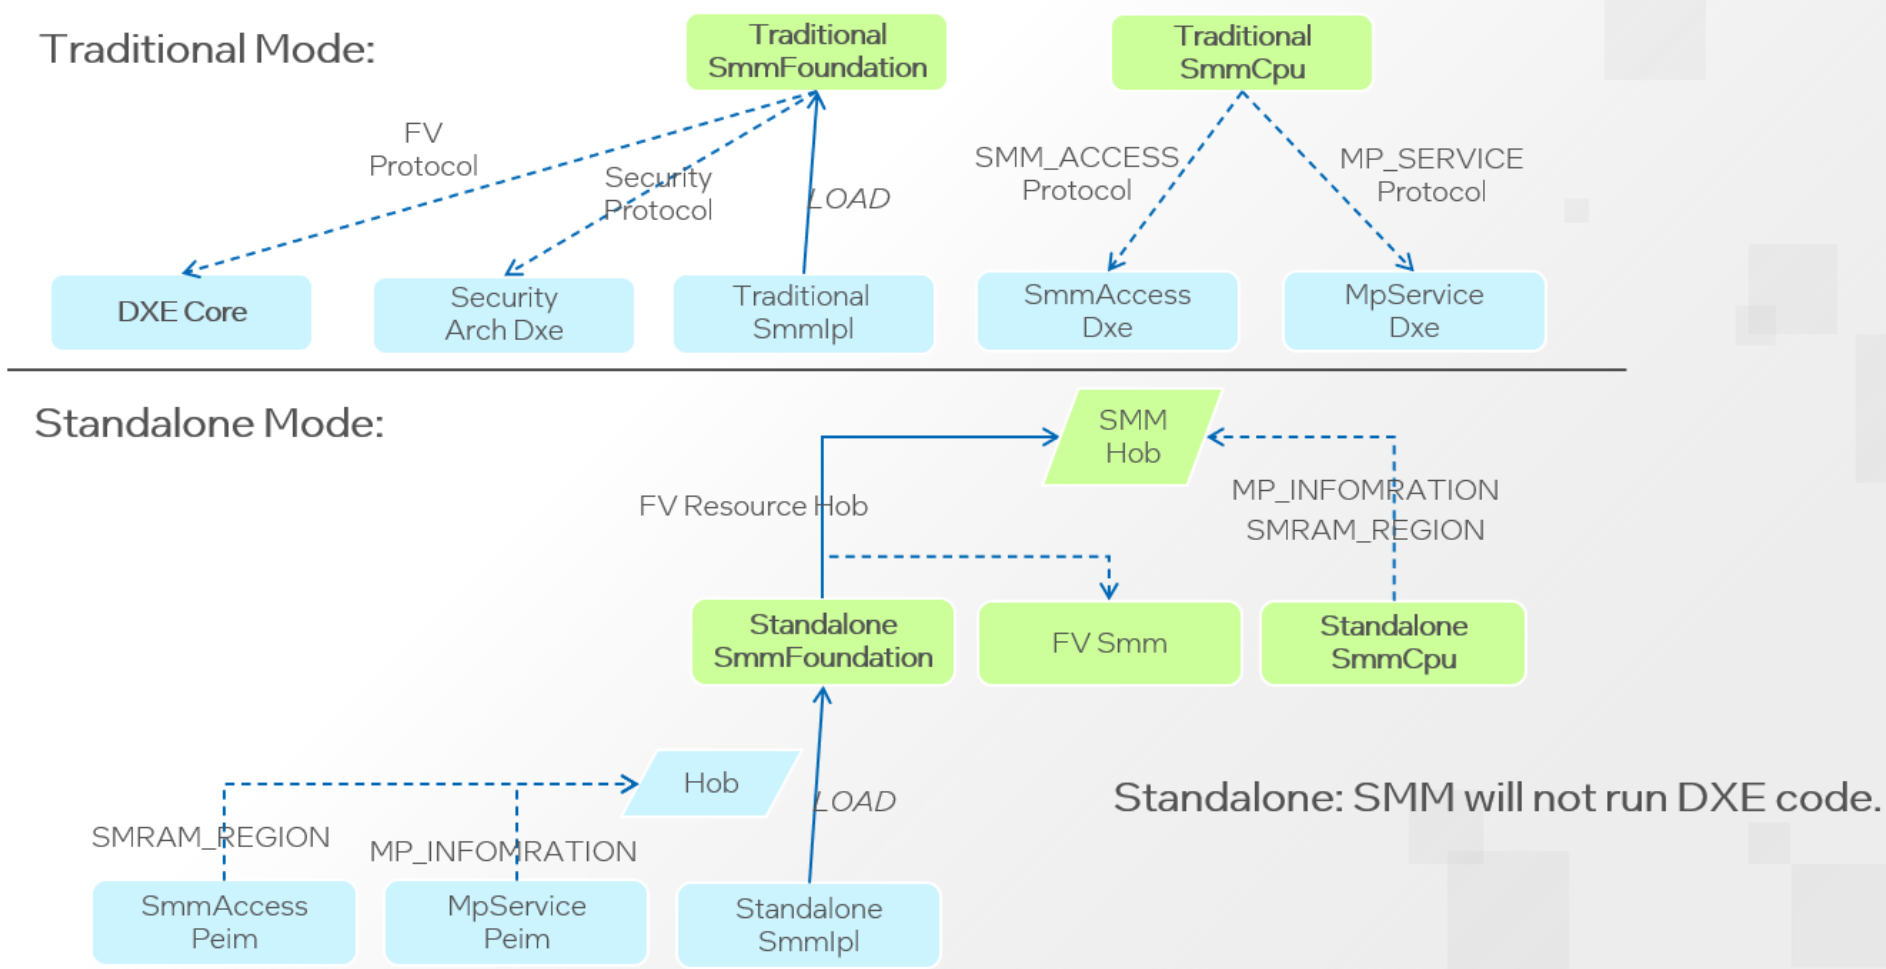 Traditional Mode:
Traditional
SmmFoundation
Traditional
SmmCpu
FV
Protocol
Security
Protocol
LOAD
SMM_ACCESS
Protocol
MP_SERVICE
Protocol
DXE Core
Security
Arch Dxe
Traditional
SmmIpl
SmmAccess
Dxe
MpService
Dxe
Standalone Mode:
SMM
Hob
FV Resource Hob
MP_INFOMRATION
SMRAM_REGION
Standalone
SmmFoundation
FV Smm
Standalone
SmmCpu
Hob
LOAD
Standalone: SMM will not run DXE code.
SMRAM_REGION
MP_INFOMRATION
SmmAccess
Peim
MpService
Peim
Standalone
SmmIpl